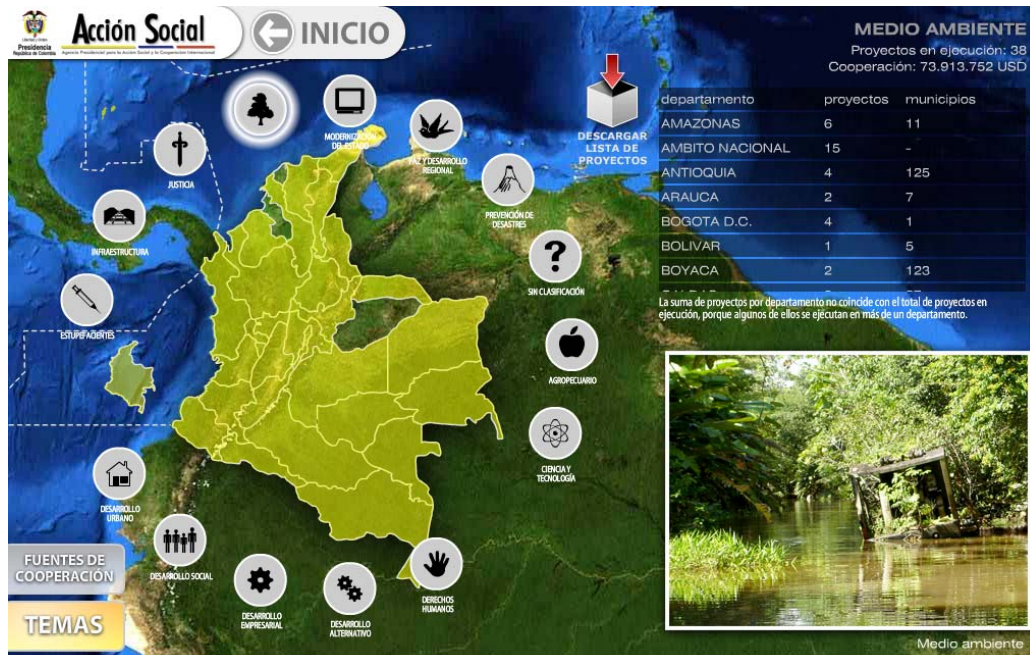 Libertad y Orden
Presidencia
República de Colombia
Acción Social
Agencia Presidencial para la Acción Social y la Cooperación Internacional
INICIO
MEDIO AMBIENTE
Proyectos en ejecución: 38
Cooperación: 73.913.752 USD
DESCARGAR
LISTA DE
PROYECTOS
departamento proyectos municipios
AMAZONAS 6 11
AMBITO NACIONAL 15 -
ANTIOQUIA 4 125
ARAUCA 2 7
BOGOTA D.C. 4 1
BOLIVAR 1 5
BOYACA 2 123
La suma de proyectos por departamento no coincide con el total de proyectos en
ejecución, porque algunos de ellos se ejecutan en más de un departamento.
MODERNIZACIÓN
DEL ESTADO
PAZ Y DESARROLLO
REGIONAL
JUSTICIA
PREVENCIÓN DE
DESASTRES
INFRAESTRUCTURA
SIN CLASIFICACIÓN
ESTUPEFACIENTES
AGROPECUARIO
CIENCIA Y
TECNOLOGÍA
DESARROLLO
URBANO
DESARROLLO SOCIAL
DESARROLLO
EMPRESARIAL
DESARROLLO
ALTERNATIVO
DERECHOS
HUMANOS
FUENTES DE
COOPERACIÓN
TEMAS
Medio ambiente